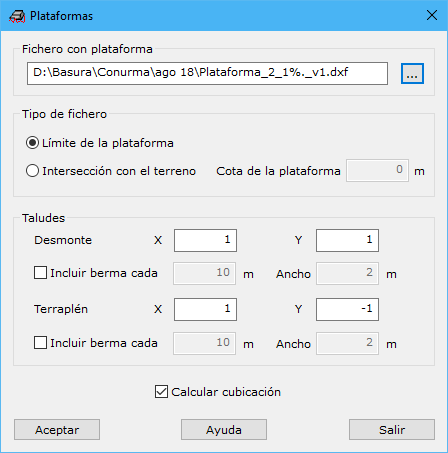 Plataformas
Fichero con plataforma
D:\Basura\Conurma\ago 18\Plataforma_2_1%._v1.dxf ...
Tipo de fichero
Límite de la plataforma
Intersección con el terreno Cota de la plataforma 0 m
Taludes
Desmonte X 1 Y 1
Incluir berma cada 10 m Ancho 2 m
Terraplén X 1 Y -1
Incluir berma cada 10 m Ancho 2 m
Calcular cubicación
Aceptar Ayuda Salir